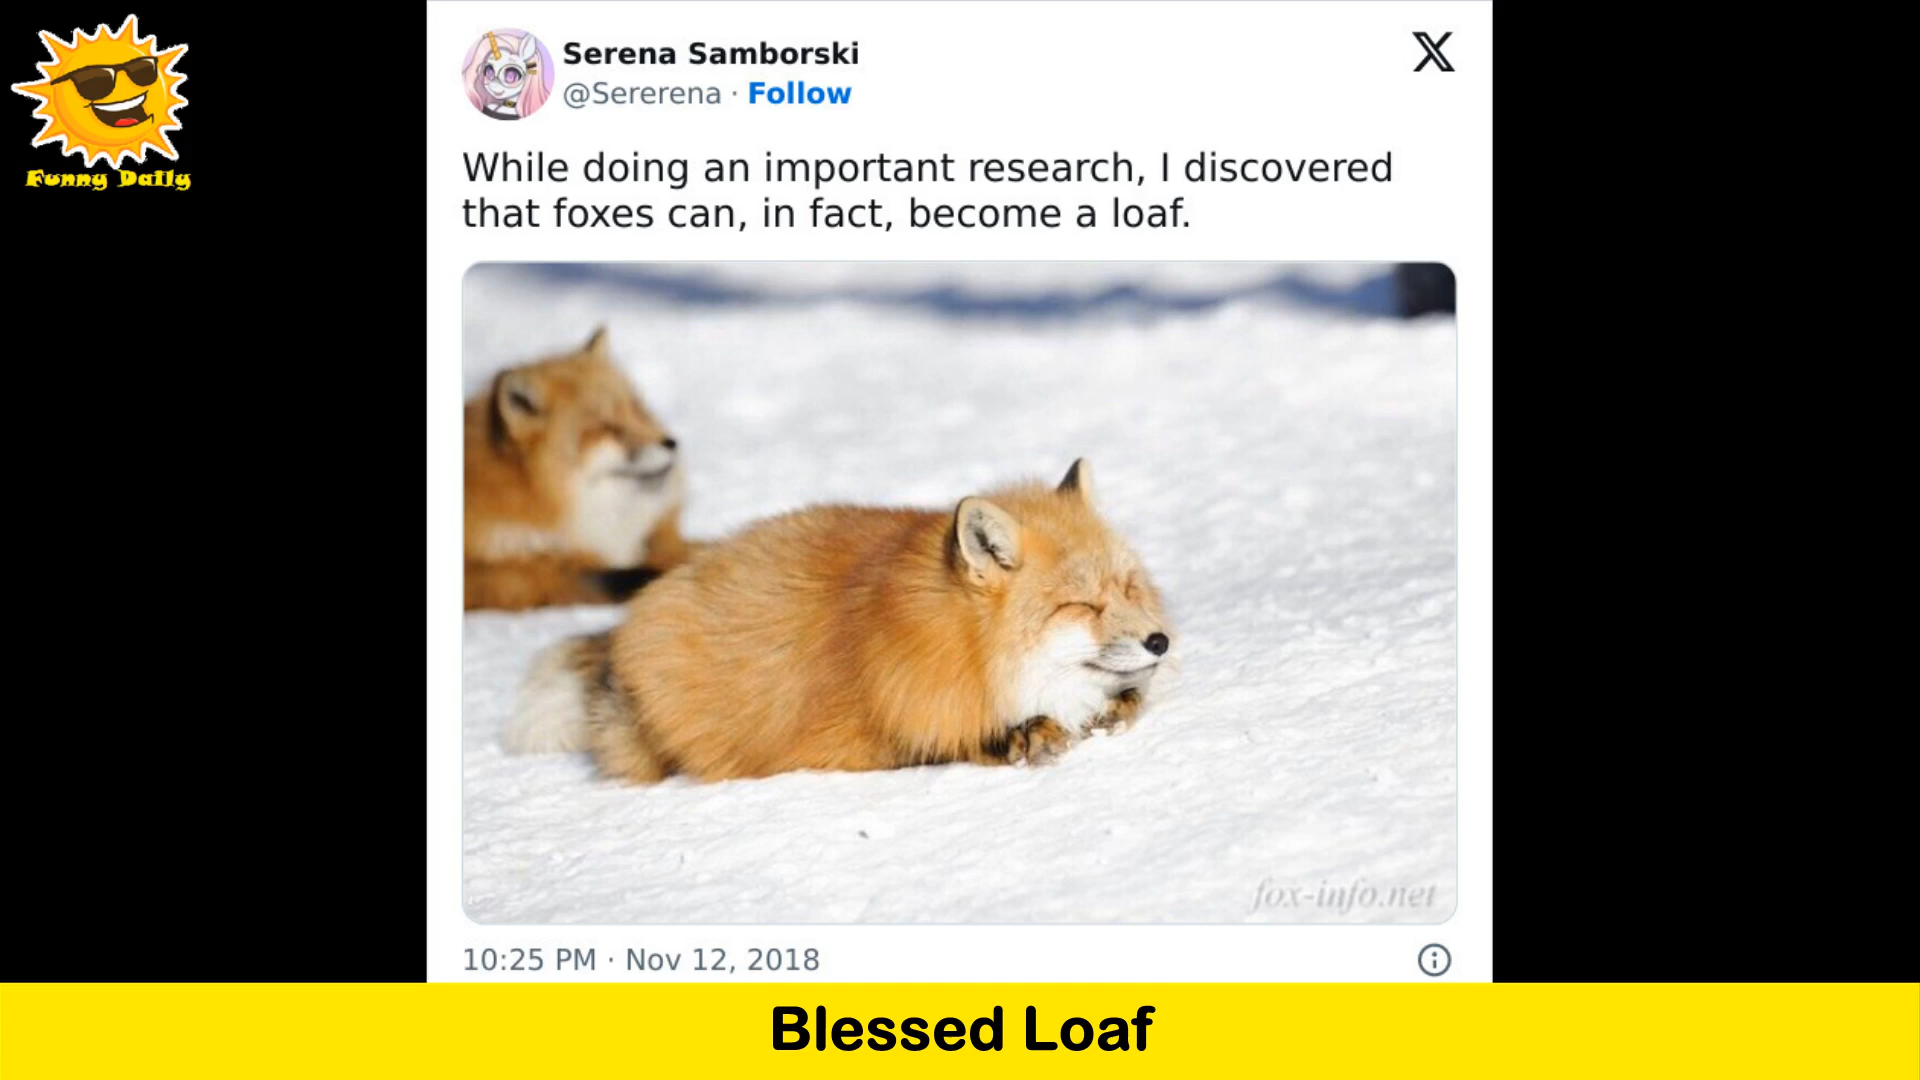 Funny Daily
Serena Samborski
@Sererena · Follow
While doing an important research, I discovered
that foxes can, in fact, become a loaf.
fox-info.net
10:25 PM · Nov 12, 2018
Blessed Loaf